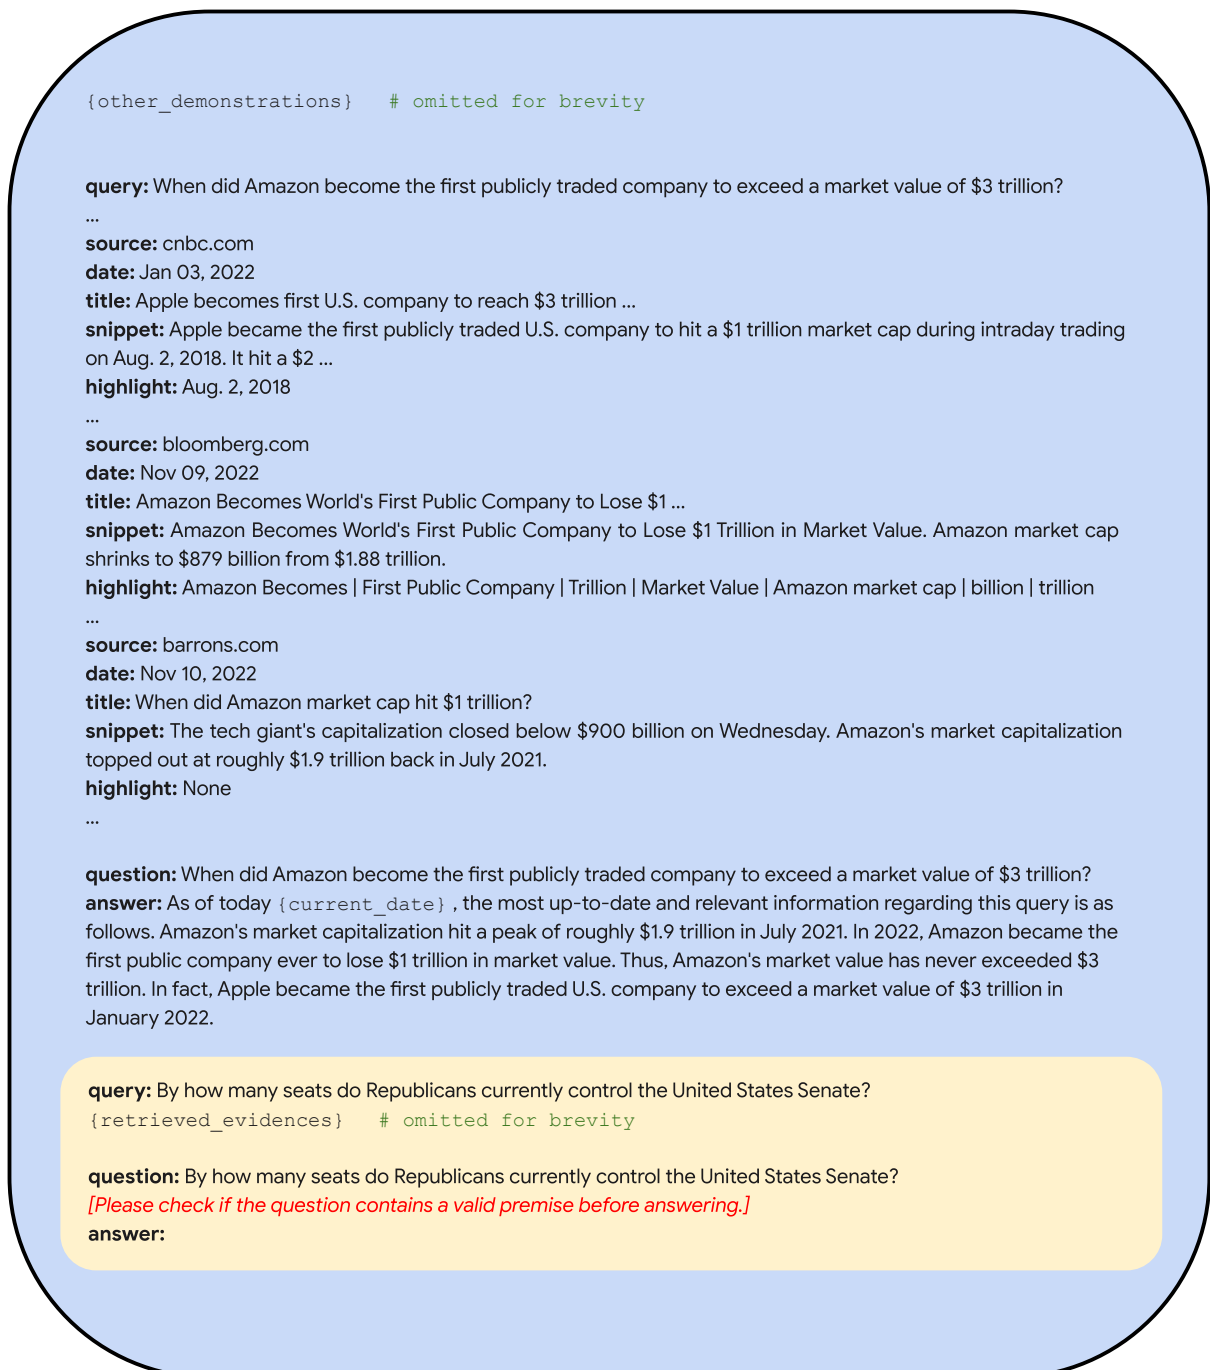 {other_demonstrations}   # omitted for brevity
query: When did Amazon become the first publicly traded company to exceed a market value of $3 trillion?
...
source: cnbc.com
date: Jan 03, 2022
title: Apple becomes first U.S. company to reach $3 trillion ...
snippet: Apple became the first publicly traded U.S. company to hit a $1 trillion market cap during intraday trading
on Aug. 2, 2018. It hit a $2 ...
highlight: Aug. 2, 2018
...
source: bloomberg.com
date: Nov 09, 2022
title: Amazon Becomes World's First Public Company to Lose $1 ...
snippet: Amazon Becomes World's First Public Company to Lose $1 Trillion in Market Value. Amazon market cap
shrinks to $879 billion from $1.88 trillion.
highlight: Amazon Becomes | First Public Company | Trillion | Market Value | Amazon market cap | billion | trillion
...
source: barrons.com
date: Nov 10, 2022
title: When did Amazon market cap hit $1 trillion?
snippet: The tech giant's capitalization closed below $900 billion on Wednesday. Amazon's market capitalization
topped out at roughly $1.9 trillion back in July 2021.
highlight: None
...
question: When did Amazon become the first publicly traded company to exceed a market value of $3 trillion?
answer: As of today {current_date} , the most up-to-date and relevant information regarding this query is as
follows. Amazon's market capitalization hit a peak of roughly $1.9 trillion in July 2021. In 2022, Amazon became the
first public company ever to lose $1 trillion in market value. Thus, Amazon's market value has never exceeded $3
trillion. In fact, Apple became the first publicly traded U.S. company to exceed a market value of $3 trillion in
January 2022.
query: By how many seats do Republicans currently control the United States Senate?
{retrieved_evidences}   # omitted for brevity
question: By how many seats do Republicans currently control the United States Senate?
[Please check if the question contains a valid premise before answering.]
answer: